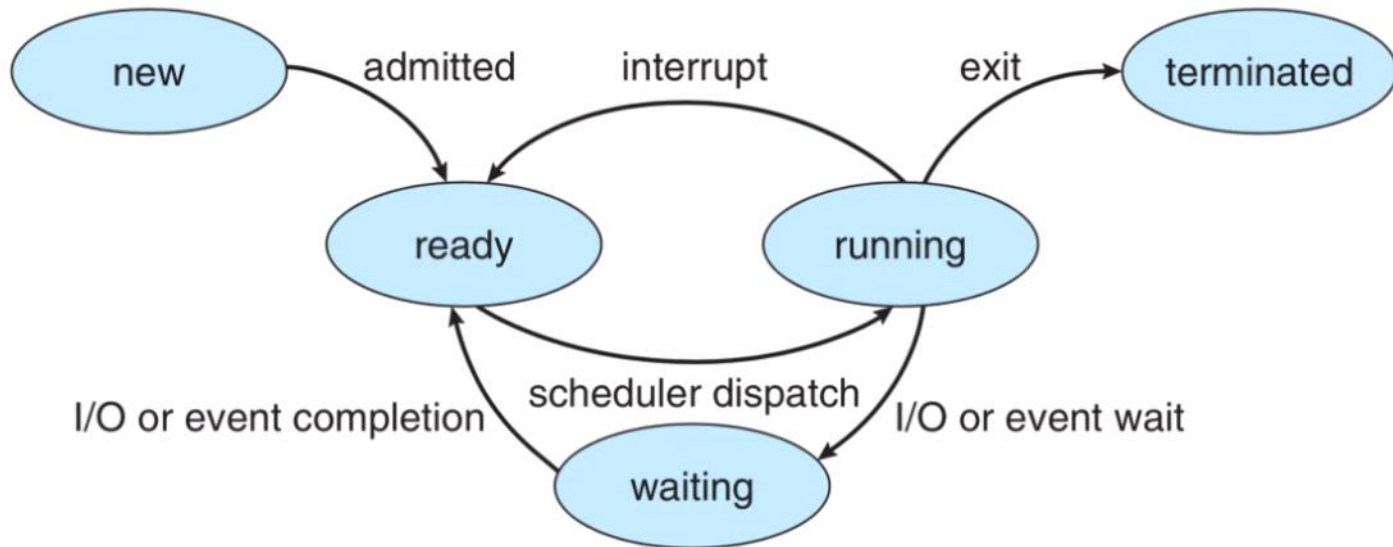 new
admitted
interrupt
exit
terminated
ready
running
scheduler dispatch
I/O or event completion
I/O or event wait
waiting